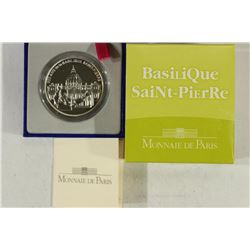 BasiliQue
SaiNt-PierRe
MONNAIE DE PARIS
MONNAIE DE PARIS